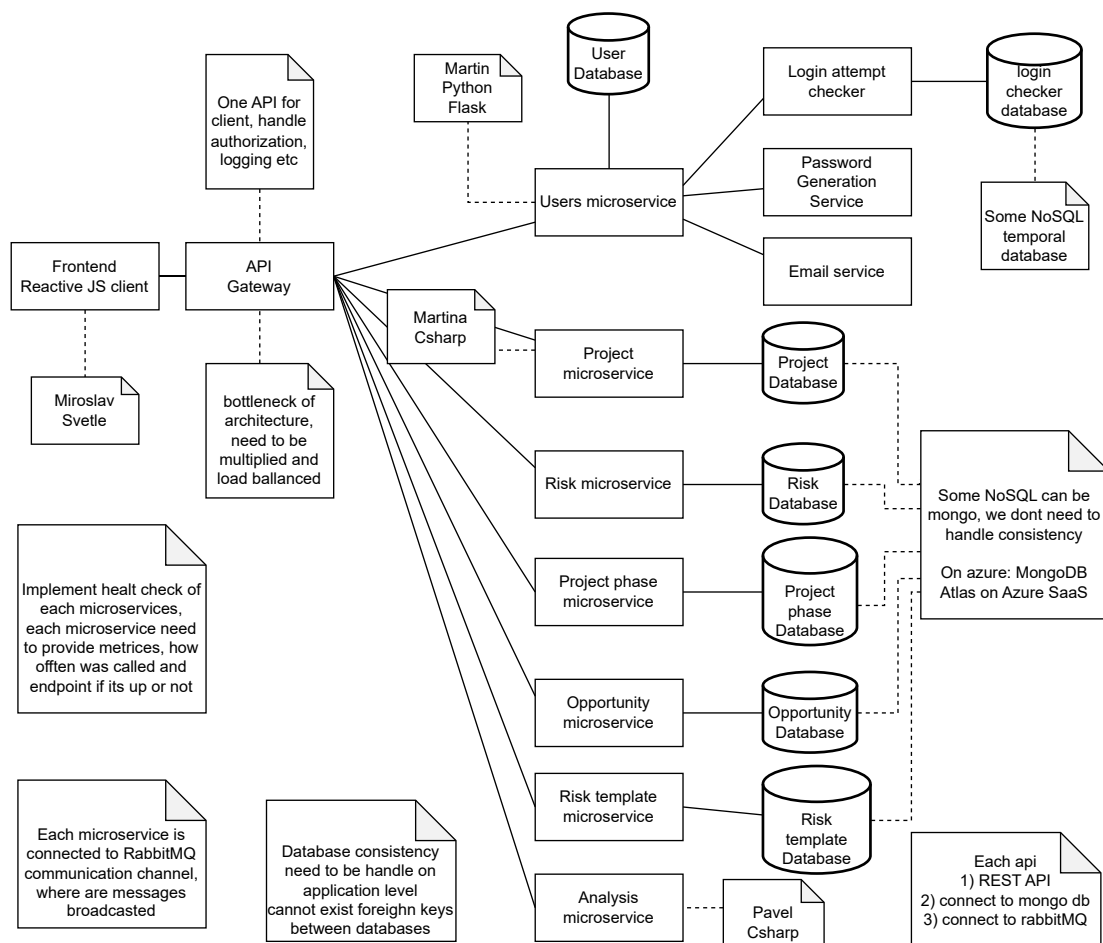 User
Database
Martin
Python
Flask
Login attempt
checker
login
checker
database
One API for
client, handle
authorization,
logging etc
Password
Generation
Service
Users microservice
Some NoSQL
temporal
database
Frontend
Reactive JS client
API
Gateway
Email service
Martina
Csharp
Project
microservice
Project
Database
Miroslav
Svetle
bottleneck of
architecture,
need to be
multiplied and
load ballanced
Risk microservice
Risk
Database
Some NoSQL can be
mongo, we dont need to
handle consistency
On azure: MongoDB
Atlas on Azure SaaS
Implement healt check of
each microservices,
each microservice need
to provide metrices, how
offten was called and
endpoint if its up or not
Project phase
microservice
Project
phase
Database
Opportunity
microservice
Opportunity
Database
Risk template
microservice
Risk
template
Database
Each microservice is
connected to RabbitMQ
communication channel,
where are messages
broadcasted
Database consistency
need to be handle on
application level
cannot exist foreighn keys
between databases
Analysis
microservice
Pavel
Csharp
Each api
1) REST API
2) connect to mongo db
3) connect to rabbitMQ